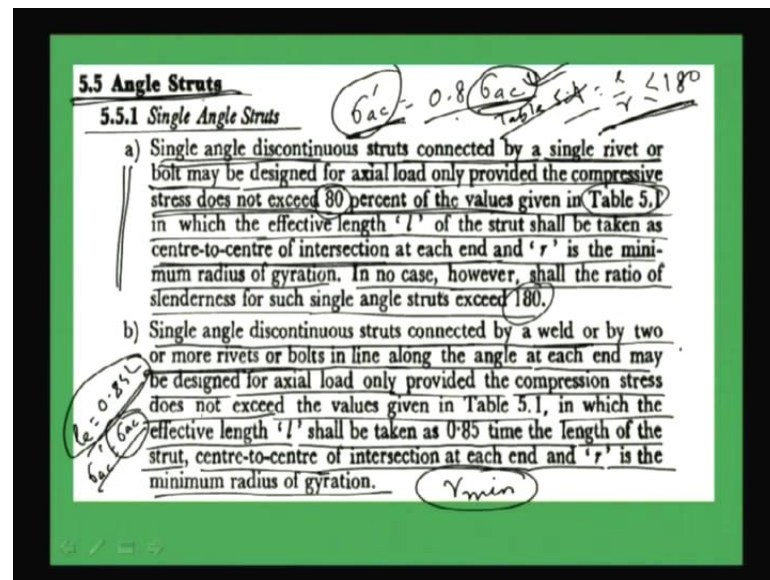 5.5 Angle Struts
σac' = 0.8 σac
Table 5.1 l/r ≤ 180
5.5.1 Single Angle Struts
a) Single angle discontinuous struts connected by a single rivet or
bolt may be designed for axial load only provided the compressive
stress does not exceed 80 percent of the values given in Table 5.1
in which the effective length ‘l’ of the strut shall be taken as
centre-to-centre of intersection at each end and ‘r’ is the mini-
mum radius of gyration. In no case, however, shall the ratio of
slenderness for such single angle struts exceed 180.
b) Single angle discontinuous struts connected by a weld or by two
or more rivets or bolts in line along the angle at each end may
be designed for axial load only provided the compression stress
does not exceed the values given in Table 5.1, in which the
effective length ‘l’ shall be taken as 0·85 time the length of the
strut, centre-to-centre of intersection at each end and ‘r’ is the
minimum radius of gyration.
le = 0.85L
σac' = σac
rmin